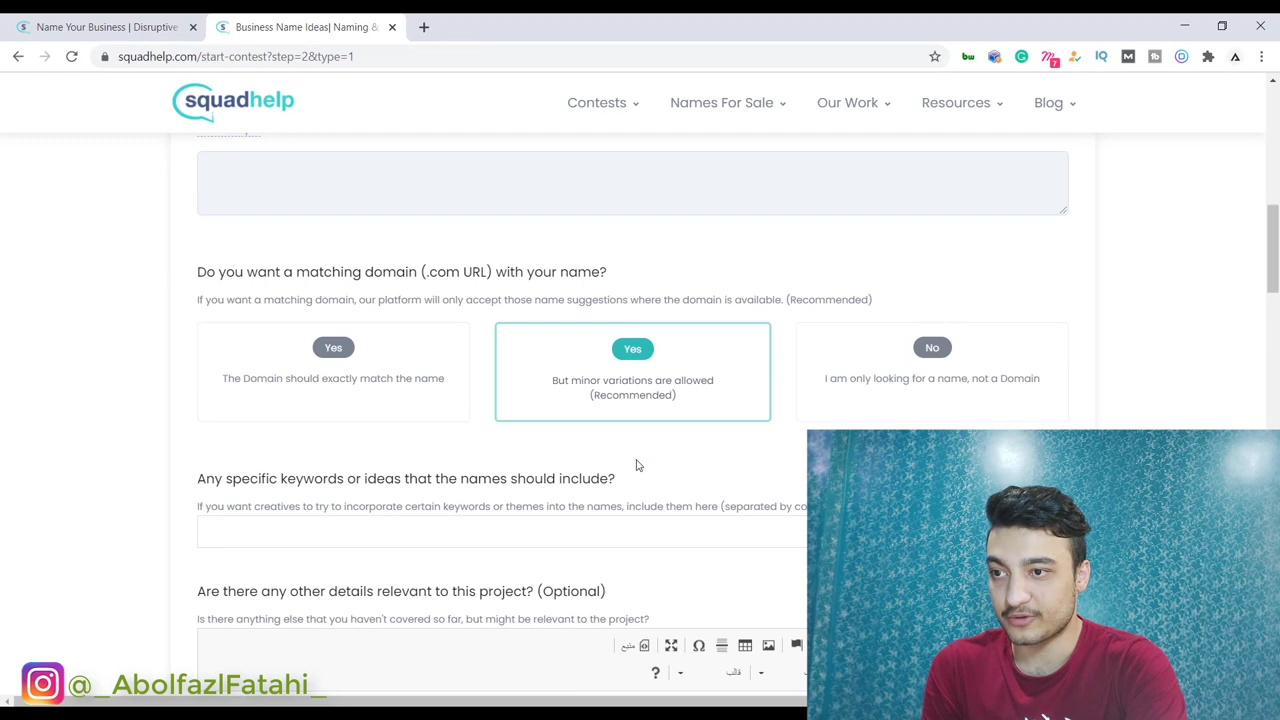 Name Your Business | Disruptive
Business Name Ideas| Naming &
squadhelp.com/start-contest?step=2&type=1
bw
7
IQ
M
tb
squadhelp
Contests
Names For Sale
Our Work
Resources
Blog
Do you want a matching domain (.com URL) with your name?
If you want a matching domain, our platform will only accept those name suggestions where the domain is available. (Recommended)
Yes
The Domain should exactly match the name
Yes
But minor variations are allowed
(Recommended)
No
I am only looking for a name, not a Domain
Any specific keywords or ideas that the names should include?
If you want creatives to try to incorporate certain keywords or themes into the names, include them here (separated by co
Are there any other details relevant to this project? (Optional)
Is there anything else that you haven't covered so far, but might be relevant to the project?
منبع
قالب
@_AbolfazlFatahi_